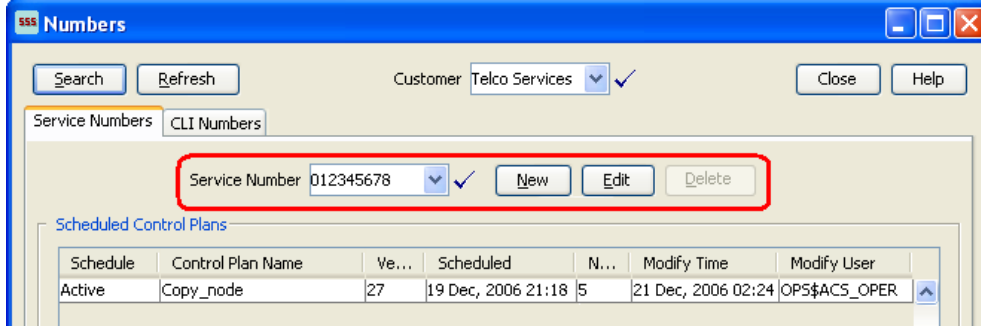 SSS Numbers
Search Refresh Customer Telco Services Close Help
Service Numbers CLI Numbers
Service Number 012345678 New Edit Delete
Scheduled Control Plans
Schedule Control Plan Name Ve... Scheduled N... Modify Time Modify User
Active Copy_node 27 19 Dec, 2006 21:18 5 21 Dec, 2006 02:24 OPS$ACS_OPER